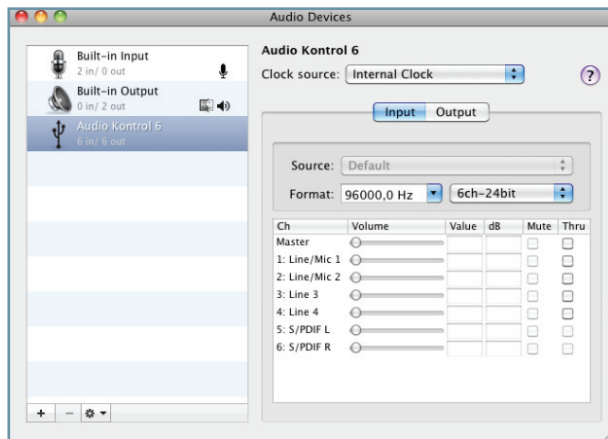 Audio Devices
Built-in Input
2 in/ 0 out
Built-in Output
0 in/ 2 out
Audio Kontrol 6
6 in/ 6 out
+ −
Audio Kontrol 6
Clock source: Internal Clock ?
Input Output
Source: Default
Format: 96000,0 Hz 6ch-24bit
Ch Volume Value dB Mute Thru
Master
1: Line/Mic 1
2: Line/Mic 2
3: Line 3
4: Line 4
5: S/PDIF L
6: S/PDIF R